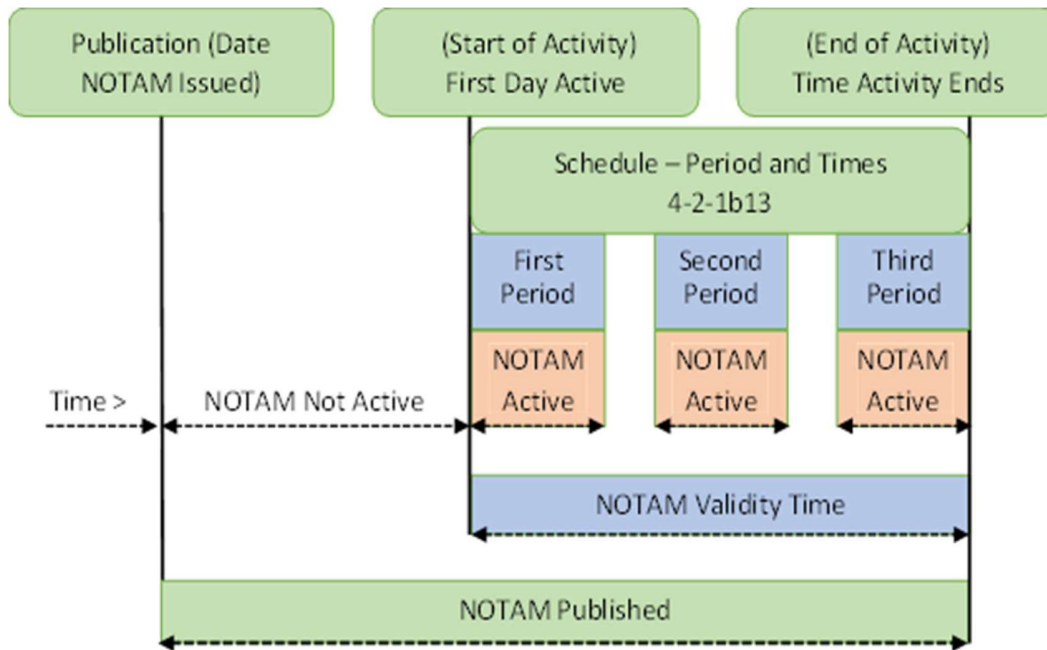 Publication (Date
NOTAM Issued)
(Start of Activity)
First Day Active
(End of Activity)
Time Activity Ends
Schedule – Period and Times
4-2-1b13
First
Period
Second
Period
Third
Period
NOTAM
Active
NOTAM
Active
NOTAM
Active
Time >
NOTAM Not Active
NOTAM Validity Time
NOTAM Published